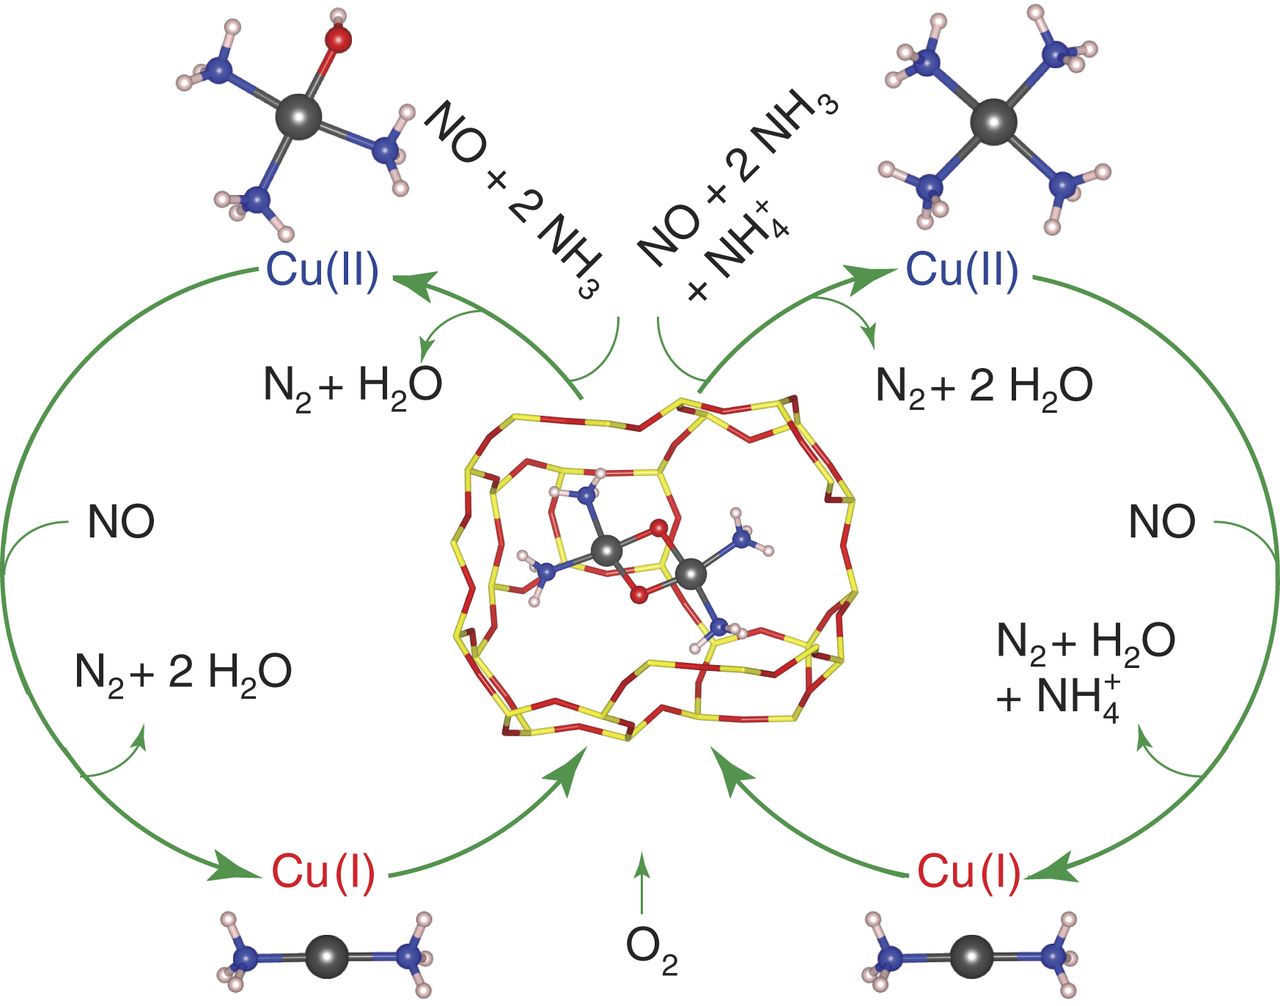 NO + 2 NH₃
NO + 2 NH₃
+ NH₄⁺
Cu(II)
Cu(II)
N₂ + H₂O
N₂ + 2 H₂O
NO
NO
N₂ + 2 H₂O
N₂ + H₂O
+ NH₄⁺
Cu(I)
Cu(I)
O₂